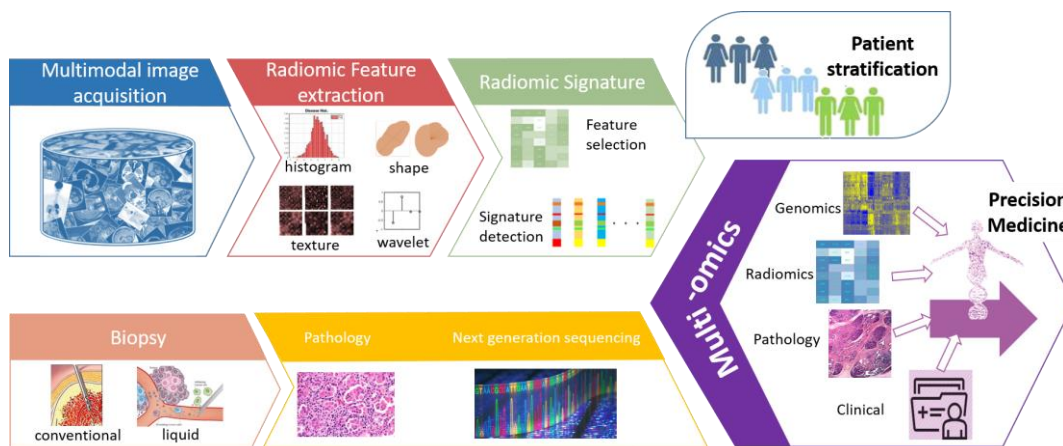 Multimodal image
acquisition
Radiomic Feature
extraction
histogram
shape
texture
wavelet
Radiomic Signature
Feature
selection
Signature
detection
Patient
stratification
Biopsy
conventional
liquid
Pathology
Next generation sequencing
Multi -omics
Genomics
Radiomics
Pathology
Clinical
Precision
Medicine